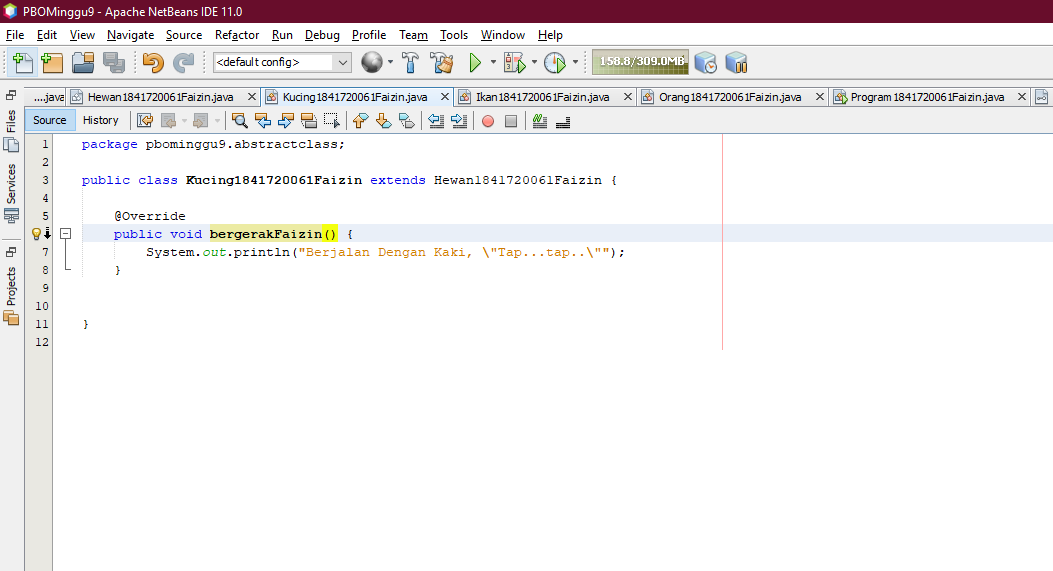 PBOMinggu9 - Apache NetBeans IDE 11.0
File Edit View Navigate Source Refactor Run Debug Profile Team Tools Window Help
<default config> 158.8/309.0MB
....java Hewan1841720061Faizin.java Kucing1841720061Faizin.java Ikan1841720061Faizin.java Orang1841720061Faizin.java Program1841720061Faizin.java
Source History
Files
Services
Projects
1 package pbominggu9.abstractclass;
2
3 public class Kucing1841720061Faizin extends Hewan1841720061Faizin {
4
5 @Override
6 public void bergerakFaizin() {
7 System.out.println("Berjalan Dengan Kaki, \"Tap...tap..\"");
8 }
9
10
11 }
12